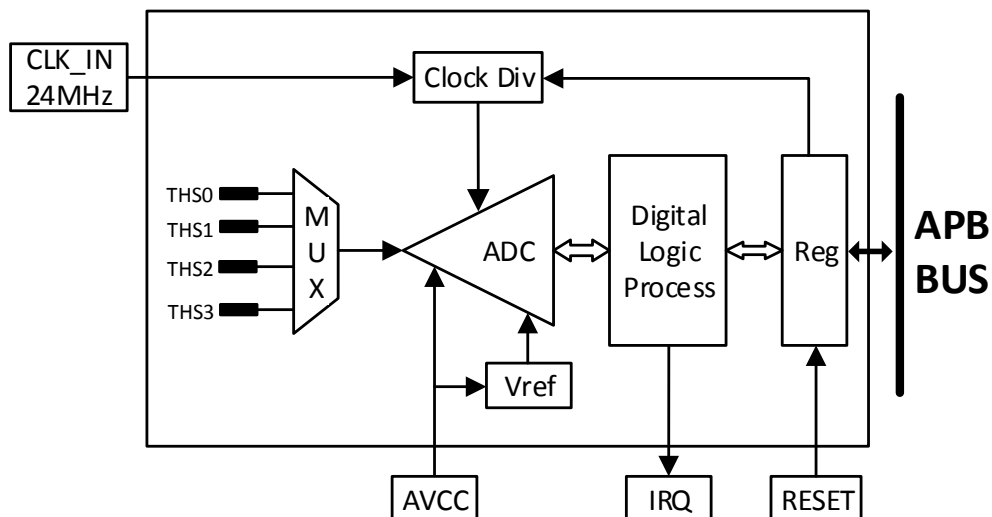 CLK_IN
24MHz
Clock Div
THS0
THS1
THS2
THS3
M
U
X
ADC
Digital
Logic
Process
Reg
APB
BUS
Vref
AVCC
IRQ
RESET